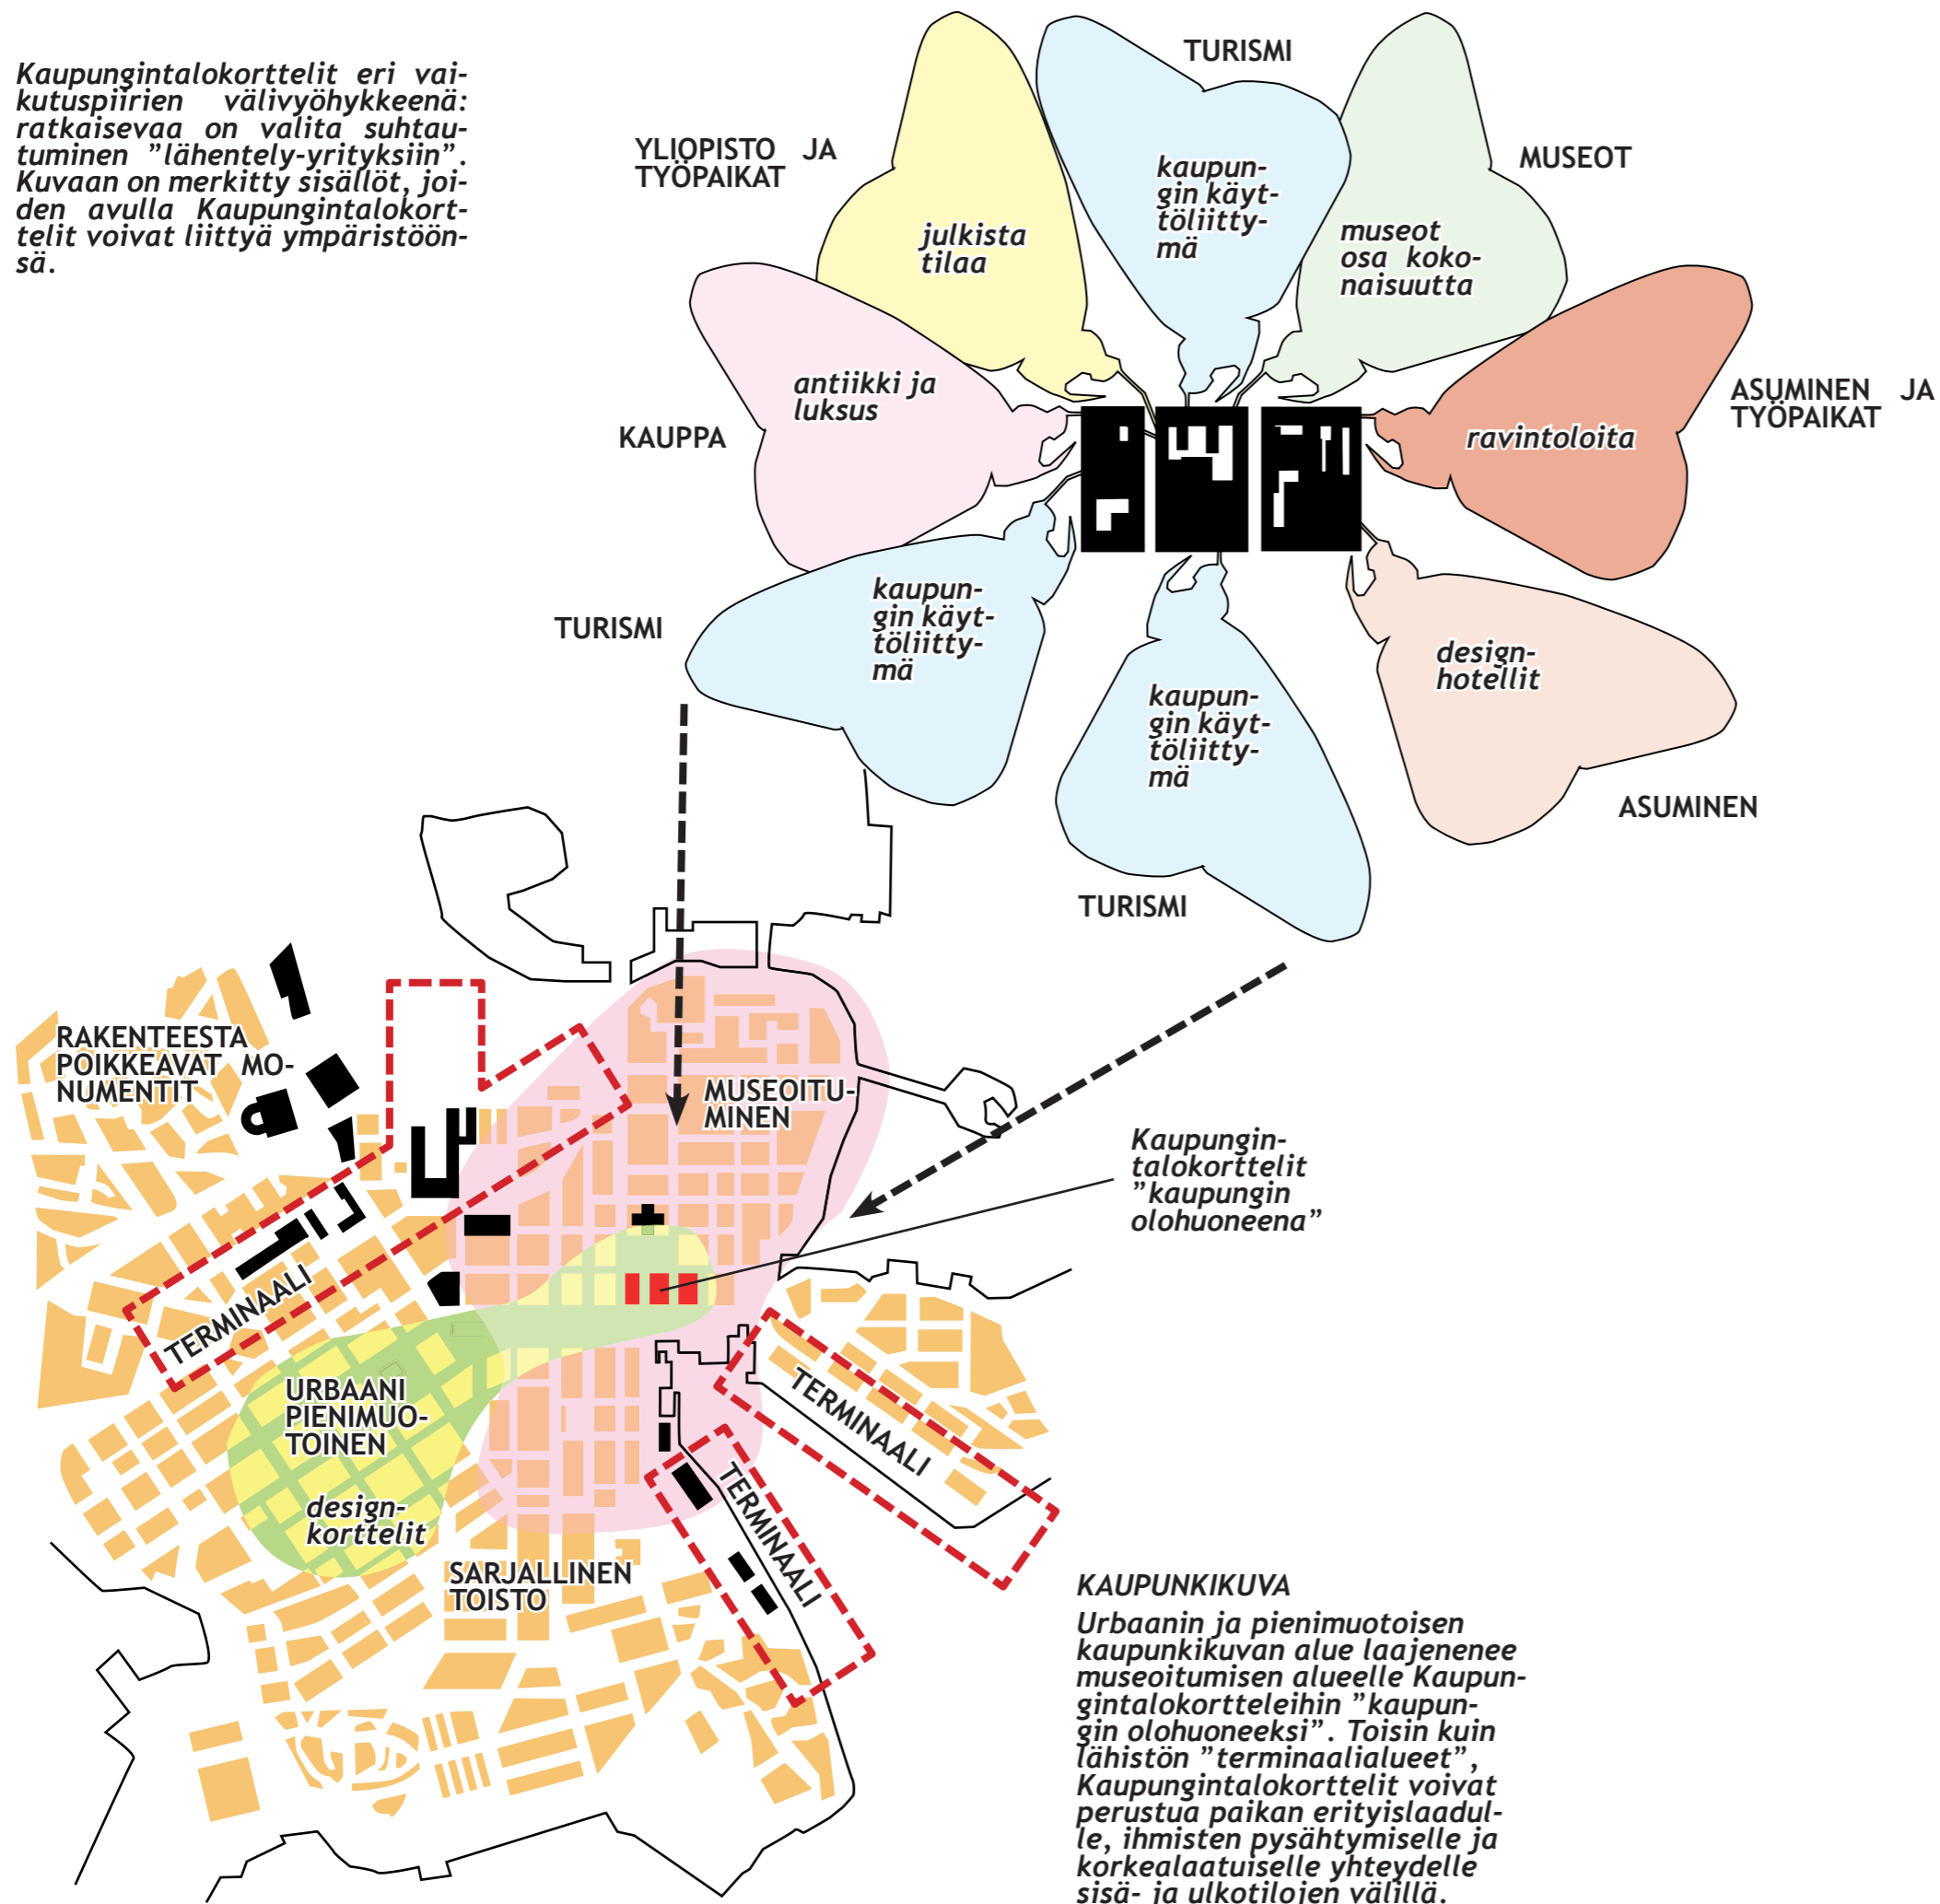 Kaupungintalokorttelit eri vai-
kutuspiirien välivyöhykkeenä:
ratkaisevaa on valita suhtau-
tuminen ”lähentely-yrityksiin”.
Kuvaan on merkitty sisällöt, joi-
den avulla Kaupungintalokort-
telit voivat liittyä ympäristöön-
sä.
TURISMI
YLIOPISTO JA
TYÖPAIKAT
MUSEOT
kaupun-
gin käyt-
töliitty-
mä
julkista
tilaa
museot
osa koko-
naisuutta
antiikki ja
luksus
KAUPPA
ravintoloita
ASUMINEN JA
TYÖPAIKAT
TURISMI
kaupun-
gin käyt-
töliitty-
mä
kaupun-
gin käyt-
töliitty-
mä
design-
hotellit
ASUMINEN
TURISMI
RAKENTEESTA
POIKKEAVAT MO-
NUMENTIT
MUSEOITU-
MINEN
Kaupungin-
talokorttelit
”kaupungin
olohuoneena”
TERMINAALI
URBAANI
PIENIMUO-
TOINEN
design-
korttelit
TERMINAALI
TERMINAALI
SARJALLINEN
TOISTO
KAUPUNKIKUVA
Urbaanin ja pienimuotoisen
kaupunkikuvan alue laajenenee
museoitumisen alueelle Kaupun-
gintalokortteleihin ”kaupun-
gin olohuoneeksi”. Toisin kuin
lähistön ”terminaalialueet”,
Kaupungintalokorttelit voivat
perustua paikan erityislaadul-
le, ihmisten pysähtymiselle ja
korkealaatuiselle yhteydelle
sisä- ja ulkotilojen välillä.